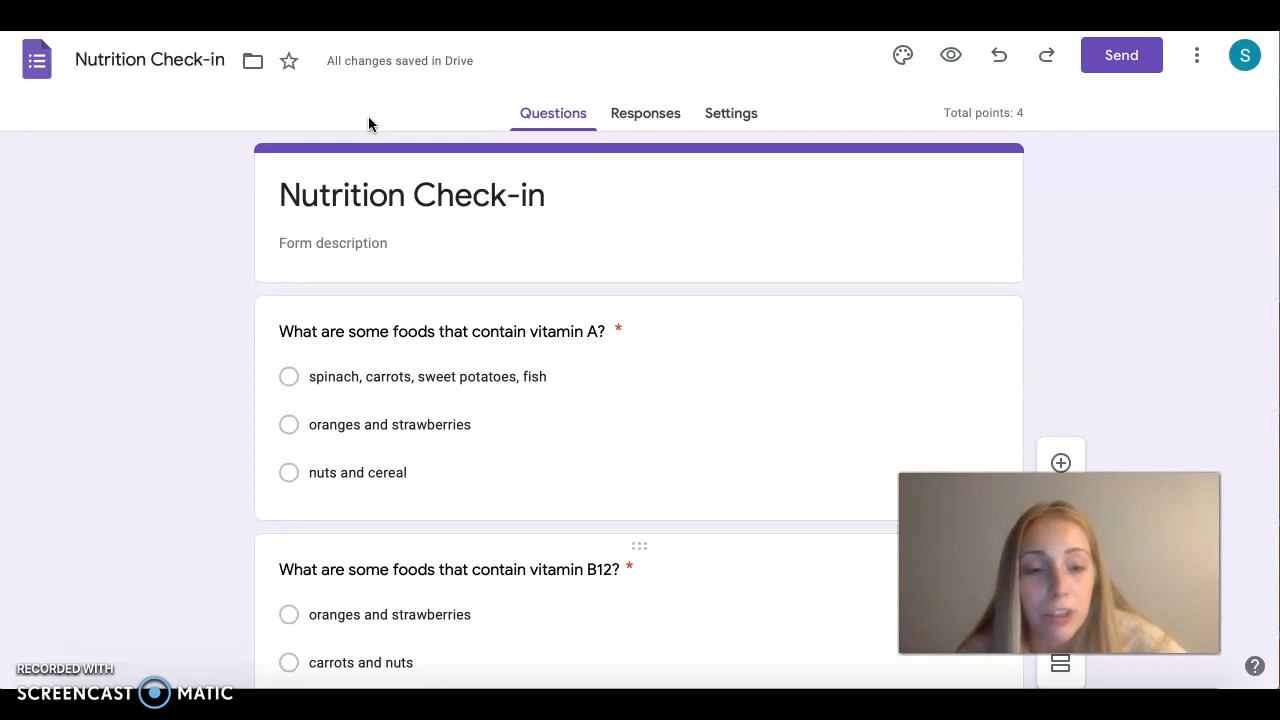 Nutrition Check-in
All changes saved in Drive
Send
S
Questions
Responses
Settings
Total points: 4
Nutrition Check-in
Form description
What are some foods that contain vitamin A? *
spinach, carrots, sweet potatoes, fish
oranges and strawberries
nuts and cereal
What are some foods that contain vitamin B12? *
oranges and strawberries
carrots and nuts
RECORDED WITH
SCREENCAST MATIC